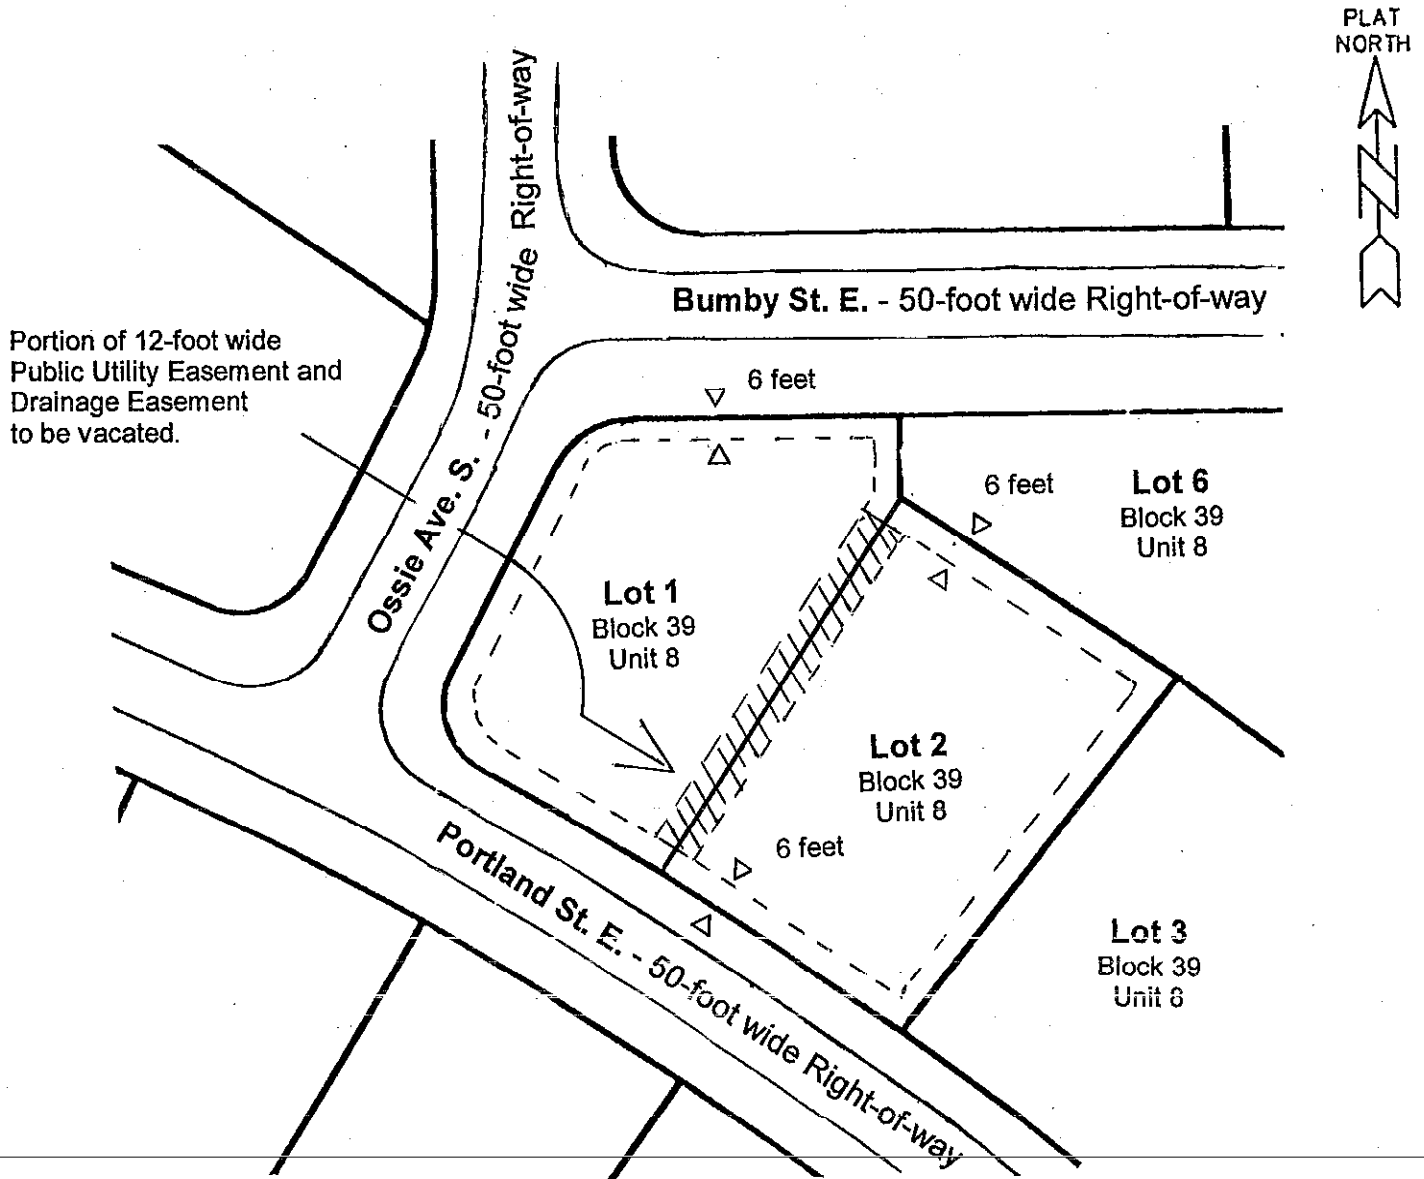 PLAT
NORTH
Ossie Ave. S. - 50-foot wide Right-of-way
Bumby St. E. - 50-foot wide Right-of-way
Portion of 12-foot wide
Public Utility Easement and
Drainage Easement
to be vacated.
6 feet
6 feet
Lot 6
Block 39
Unit 8
Lot 1
Block 39
Unit 8
Lot 2
Block 39
Unit 8
6 feet
Portland St. E. - 50-foot wide Right-of-way
Lot 3
Block 39
Unit 8